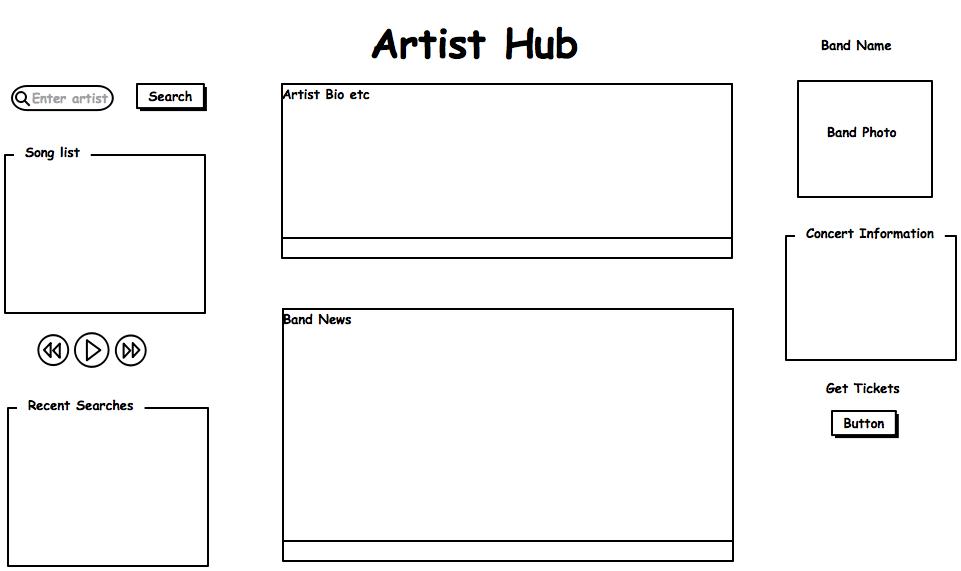 Artist Hub
Band Name
Enter artist
Search
Artist Bio etc
Band Photo
Song list
Concert Information
Band News
Get Tickets
Recent Searches
Button